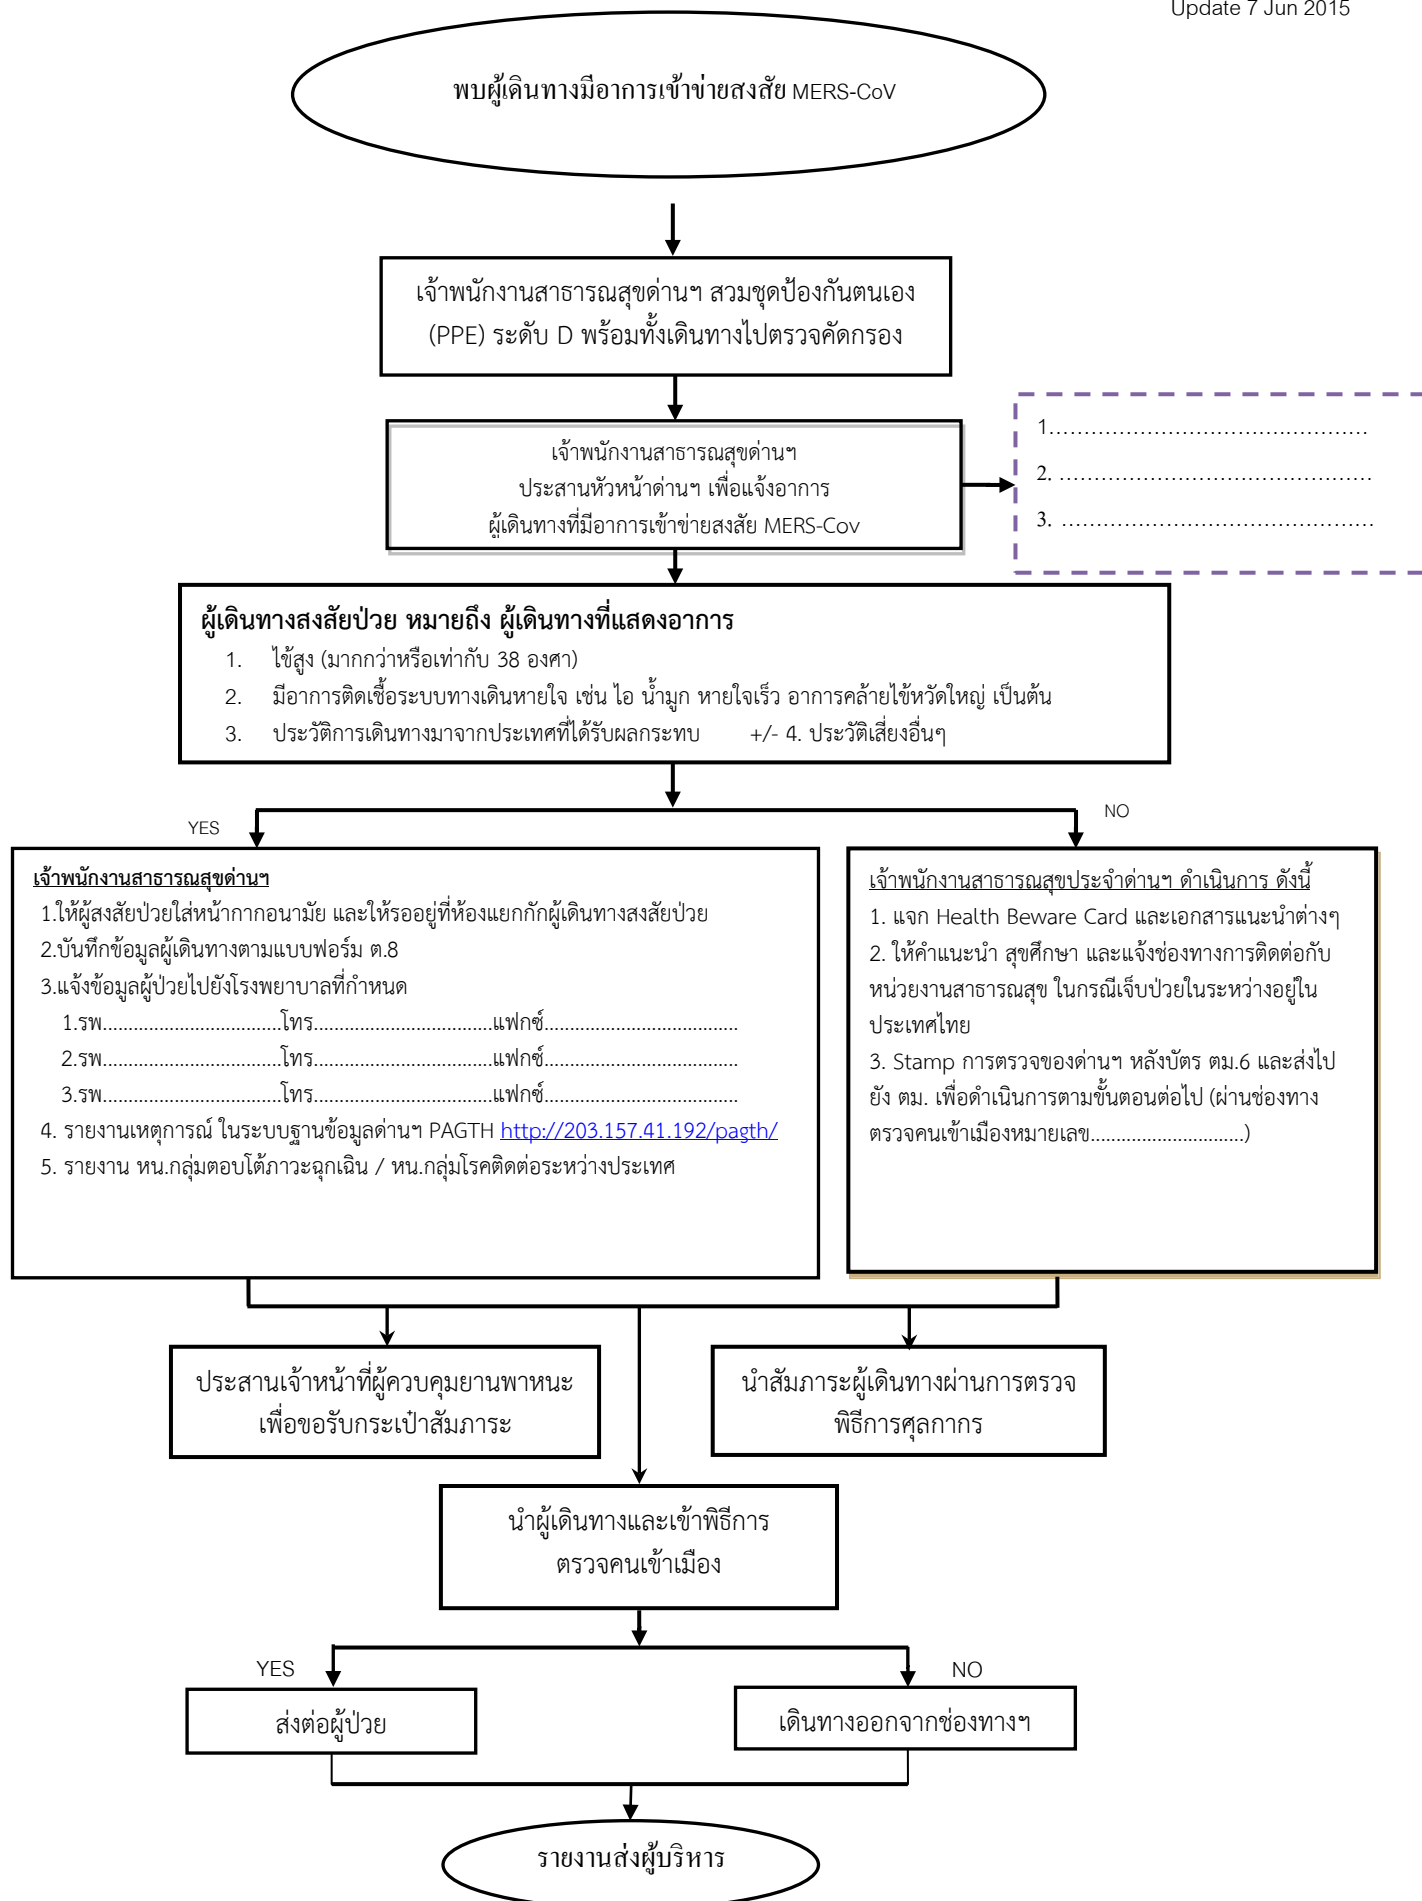 Update 7 Jun 2015
พบผู้เดินทางมีอาการเข้าข่ายสงสัย MERS-CoV
เจ้าพนักงานสาธารณสุขด่านฯ สวมชุดป้องกันตนเอง
(PPE) ระดับ D พร้อมทั้งเดินทางไปตรวจคัดกรอง
เจ้าพนักงานสาธารณสุขด่านฯ
ประสานหัวหน้าด่านฯ เพื่อแจ้งอาการ
ผู้เดินทางที่มีอาการเข้าข่ายสงสัย MERS-Cov
1.............................................
2. .............................................
3. .............................................
ผู้เดินทางสงสัยป่วย หมายถึง ผู้เดินทางที่แสดงอาการ
1. ไข้สูง (มากกว่าหรือเท่ากับ 38 องศา)
2. มีอาการติดเชื้อระบบทางเดินหายใจ เช่น ไอ น้ำมูก หายใจเร็ว อาการคล้ายไข้หวัดใหญ่ เป็นต้น
3. ประวัติการเดินทางมาจากประเทศที่ได้รับผลกระทบ +/- 4. ประวัติเสี่ยงอื่นๆ
YES
NO
เจ้าพนักงานสาธารณสุขด่านฯ
1.ให้ผู้สงสัยป่วยใส่หน้ากากอนามัย และให้รออยู่ที่ห้องแยกกักผู้เดินทางสงสัยป่วย
2.บันทึกข้อมูลผู้เดินทางตามแบบฟอร์ม ต.8
3.แจ้งข้อมูลผู้ป่วยไปยังโรงพยาบาลที่กำหนด
1.รพ...................................โทร...................................แฟกซ์......................................
2.รพ...................................โทร...................................แฟกซ์......................................
3.รพ...................................โทร...................................แฟกซ์......................................
4. รายงานเหตุการณ์ ในระบบฐานข้อมูลด่านฯ PAGTH http://203.157.41.192/pagth/
5. รายงาน หน.กลุ่มตอบโต้ภาวะฉุกเฉิน / หน.กลุ่มโรคติดต่อระหว่างประเทศ
เจ้าพนักงานสาธารณสุขประจำด่านฯ ดำเนินการ ดังนี้
1. แจก Health Beware Card และเอกสารแนะนำต่างๆ
2. ให้คำแนะนำ สุขศึกษา และแจ้งช่องทางการติดต่อกับ
หน่วยงานสาธารณสุข ในกรณีเจ็บป่วยในระหว่างอยู่ใน
ประเทศไทย
3. Stamp การตรวจของด่านฯ หลังบัตร ตม.6 และส่งไป
ยัง ตม. เพื่อดำเนินการตามขั้นตอนต่อไป (ผ่านช่องทาง
ตรวจคนเข้าเมืองหมายเลข..............................)
ประสานเจ้าหน้าที่ผู้ควบคุมยานพาหนะ
เพื่อขอรับกระเป๋าสัมภาระ
นำสัมภาระผู้เดินทางผ่านการตรวจ
พิธีการศุลกากร
นำผู้เดินทางและเข้าพิธีการ
ตรวจคนเข้าเมือง
YES
NO
ส่งต่อผู้ป่วย
เดินทางออกจากช่องทางฯ
รายงานส่งผู้บริหาร